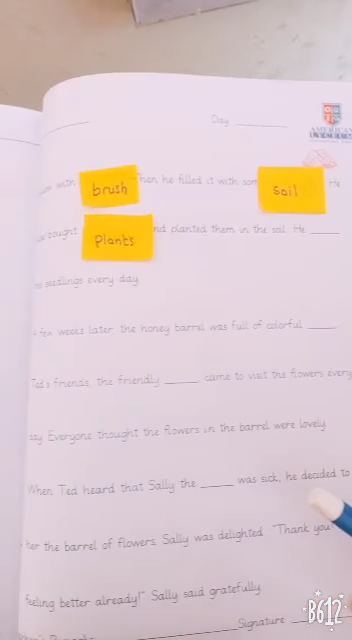 Day
AMERICAN
with brush Then he filled it with som soil He
bought plants nd planted them in the soil. He ____
seedlings every day.
few weeks later, the honey barrel was full of colorful ____
Ted's friends, the friendly ____ came to visit the flowers every
day. Everyone thought the flowers in the barrel were lovely.
When Ted heard that Sally the ____ was sick, he decided to
her the barrel of flowers. Sally was delighted. "Thank you
feeling better already!" Sally said gratefully.
Signature
B612